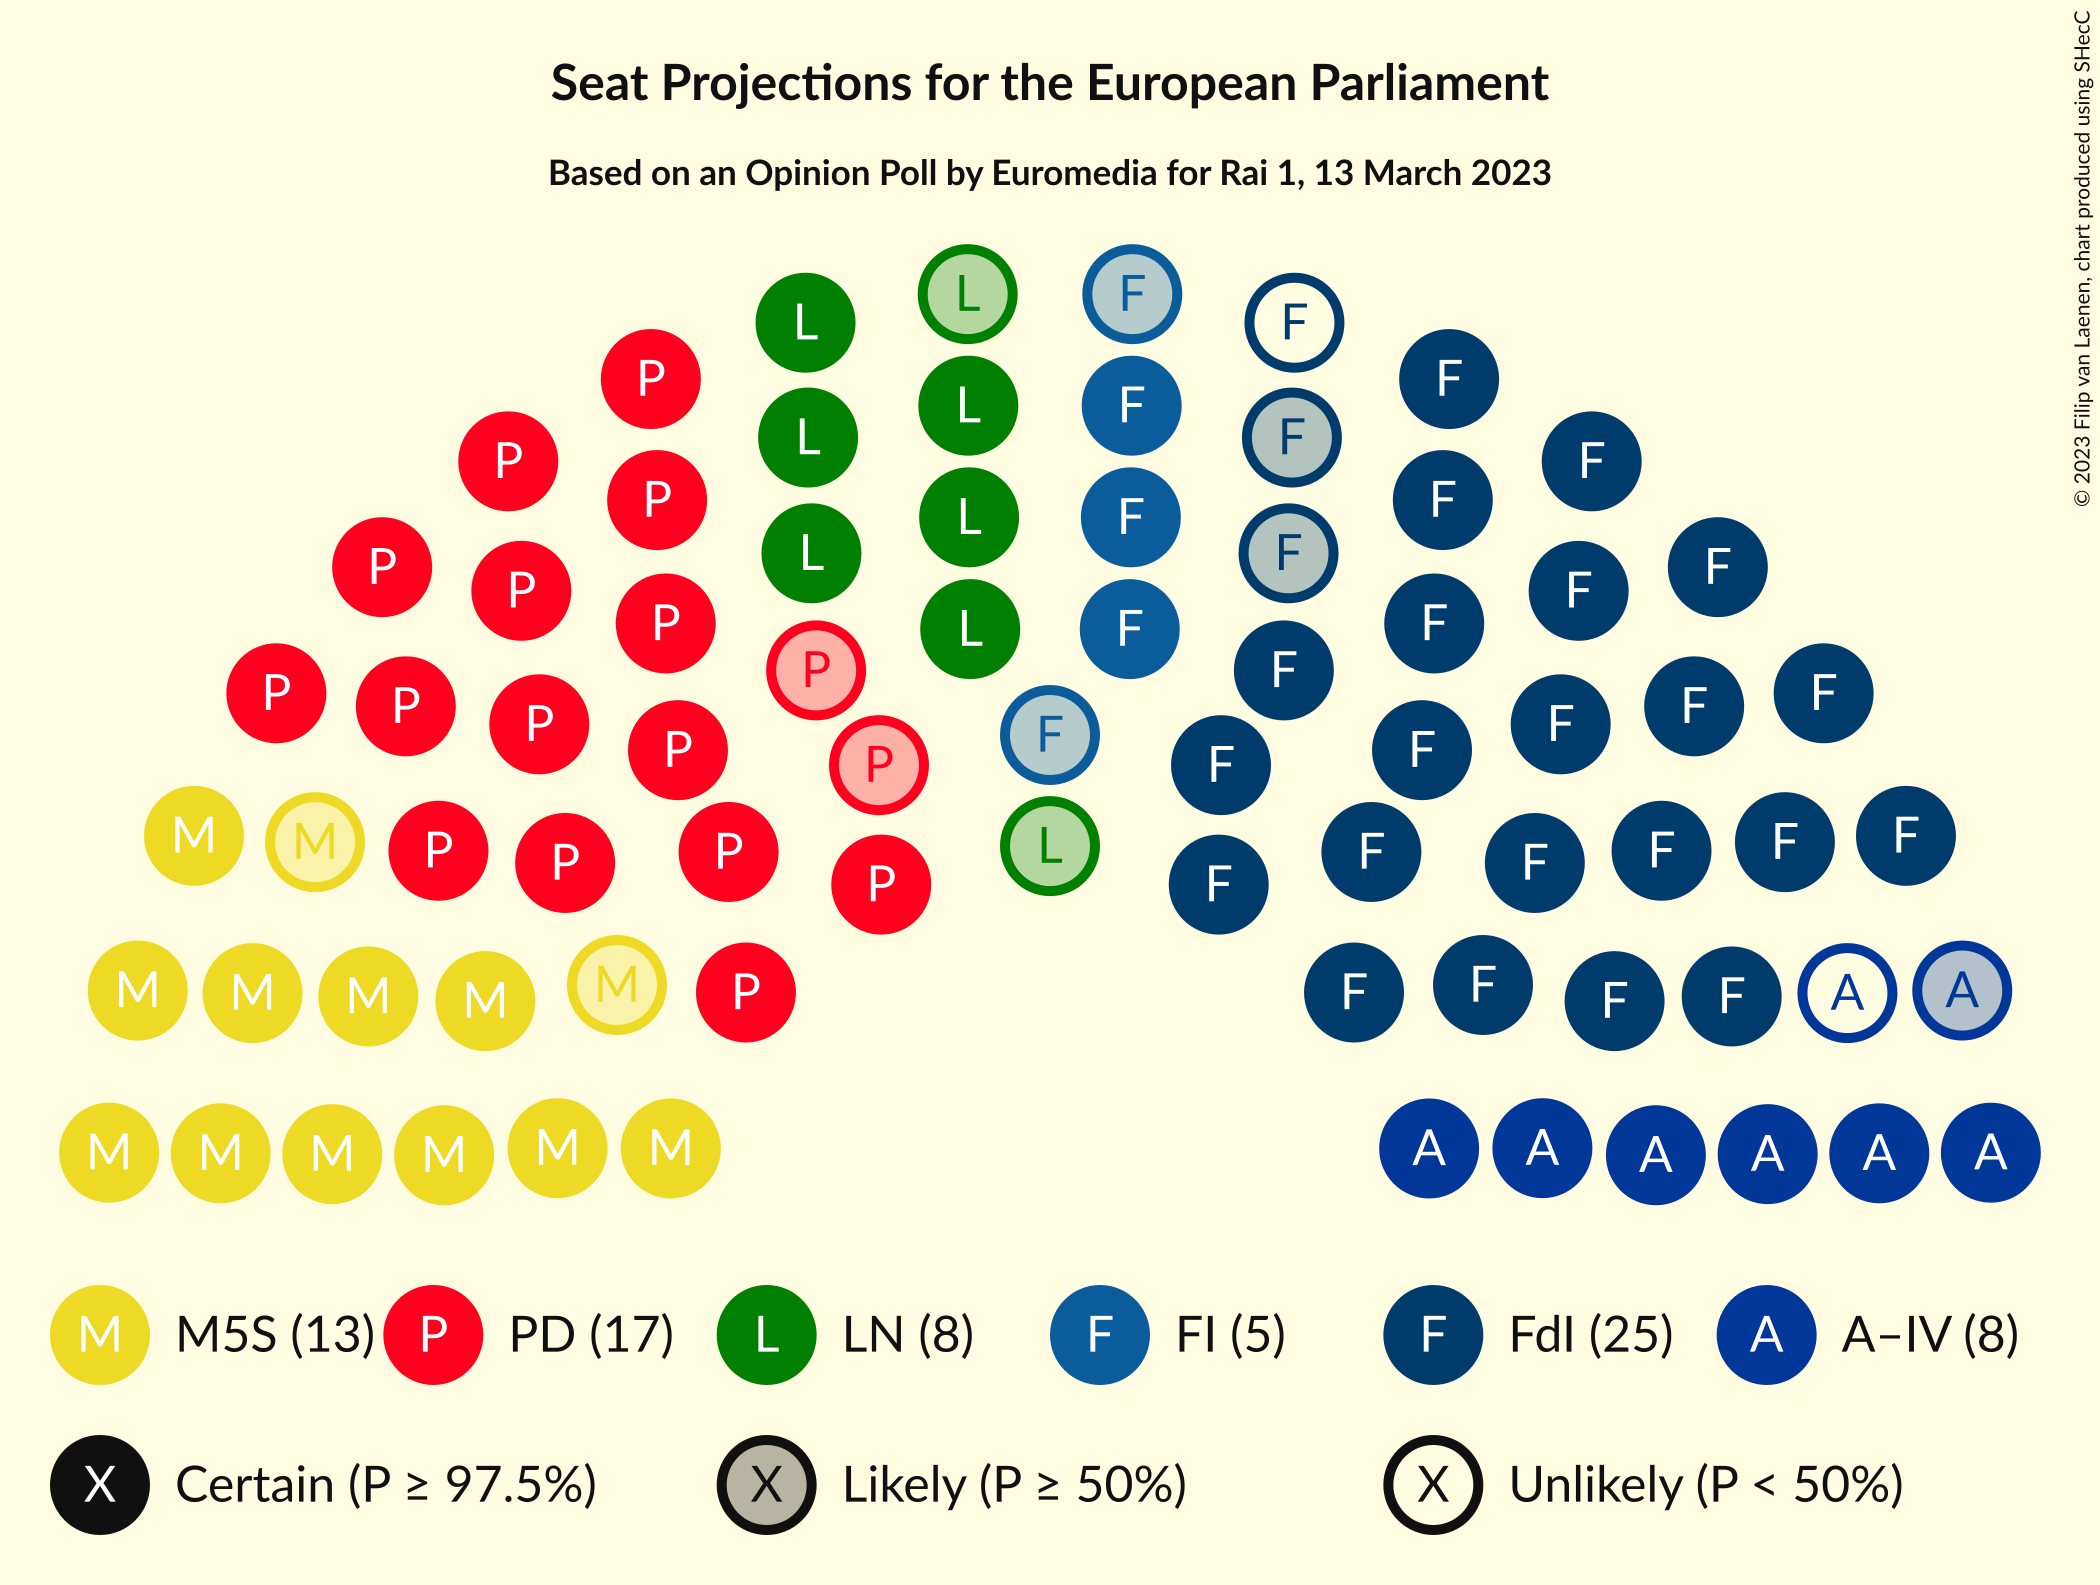 Seat Projections for the European Parliament
Based on an Opinion Poll by Euromedia for Rai 1, 13 March 2023
© 2023 Filip van Laenen, chart produced using SHecC
L F
L F
P F
L F
P F
L F
L F
P F
P F
L F
L F
P F
P F
P F
L F
P F
P F
P F
P F
P F
F
P F
M F
M F
L
P F
P F
P F
P F
M A
M A
M F
M F
M F
P F
M M M M M M A A A A A A
M M5S (13) P PD (17) L LN (8) F FI (5) F FdI (25) A A–IV (8)
X Certain (P ≥ 97.5%) X Likely (P ≥ 50%) X Unlikely (P < 50%)